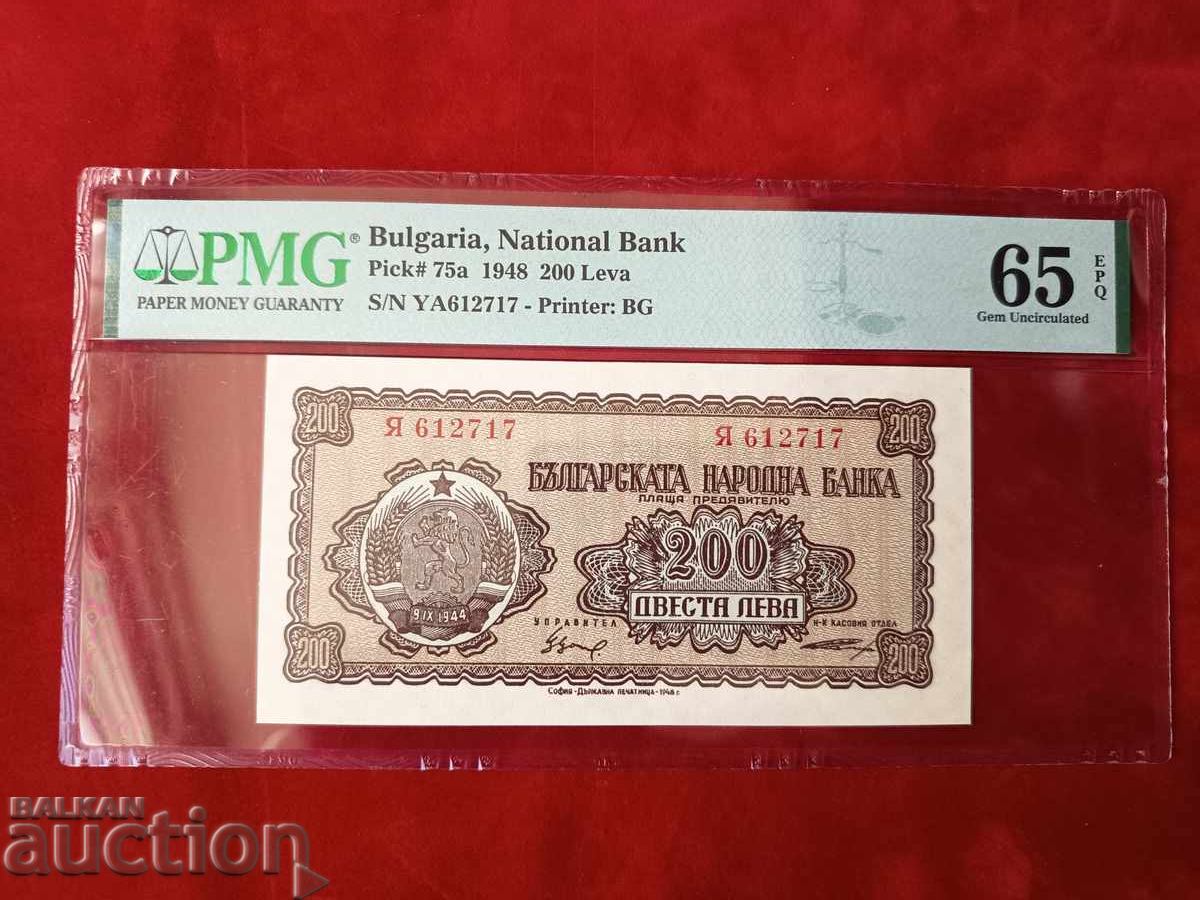 PMG®
PAPER MONEY GUARANTY
Bulgaria, National Bank
Pick# 75a 1948 200 Leva
S/N YA612717 - Printer: BG
65
EPQ
Gem Uncirculated
200
200
Я 612717
Я 612717
БЪЛГАРСКАТА НАРОДНА БАНКА
ПЛАЩА ПРЕДЯВИТЕЛЮ
200
ДВЕСТА ЛЕВА
9 IX 1944
УПРАВИТЕЛ
Н-К КАСОВИЯ ОТДЕЛ
200
200
СОФИЯ - ДЪРЖАВНА ПЕЧАТНИЦА - 1948 г.
BALKAN
auction